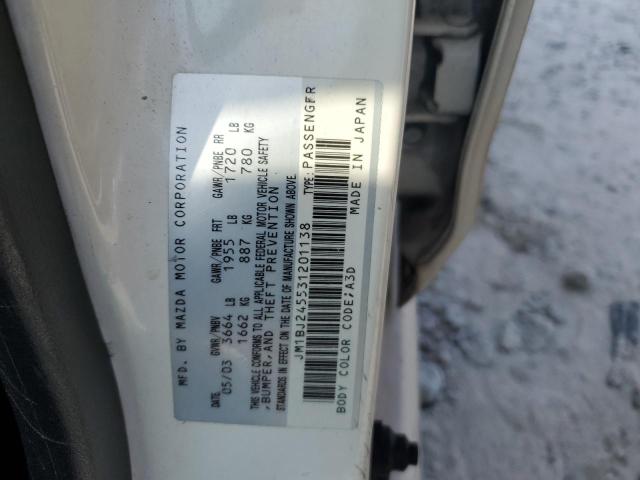 MFD. BY MAZDA MOTOR CORPORATION
DATE GVWR/PNBV GAWR/PNBE FRT GAWR/PNBE RR
05/03 3664 LB 1955 LB 1720 LB
1662 KG 887 KG 780 KG
THIS VEHICLE CONFORMS TO ALL APPLICABLE FEDERAL MOTOR VEHICLE SAFETY
,BUMPER,AND THEFT PREVENTION
STANDARDS IN EFFECT ON THE DATE OF MANUFACTURE SHOWN ABOVE.
JM1BJ245531201138 TYPE:PASSENGER
BODY COLOR CODE;A3D MADE IN JAPAN